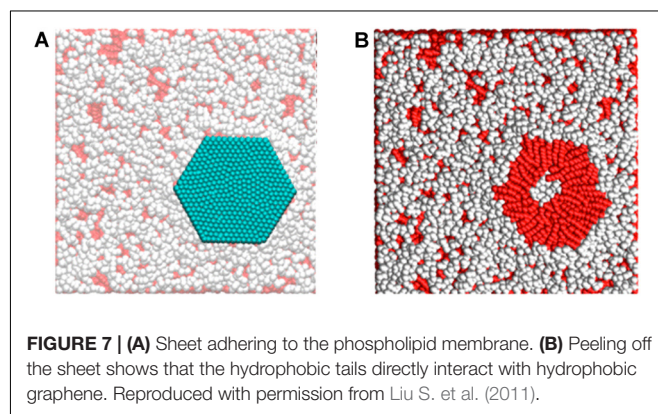 A
B
FIGURE 7 | (A) Sheet adhering to the phospholipid membrane. (B) Peeling off
the sheet shows that the hydrophobic tails directly interact with hydrophobic
graphene. Reproduced with permission from Liu S. et al. (2011).